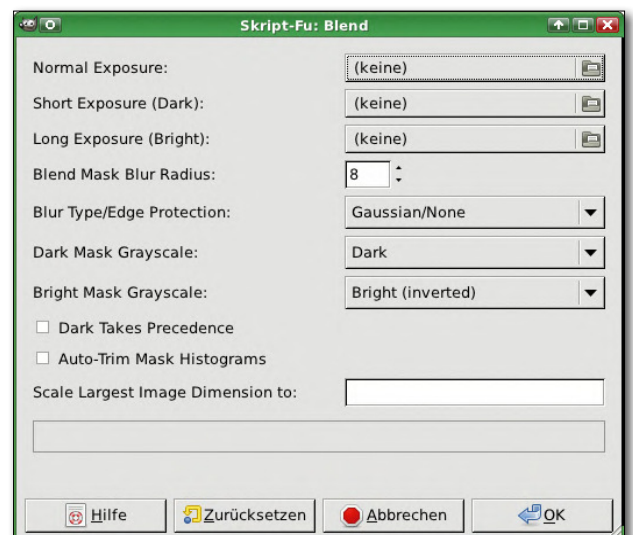 Skript-Fu: Blend
Normal Exposure: (keine)
Short Exposure (Dark): (keine)
Long Exposure (Bright): (keine)
Blend Mask Blur Radius: 8
Blur Type/Edge Protection: Gaussian/None
Dark Mask Grayscale: Dark
Bright Mask Grayscale: Bright (inverted)
Dark Takes Precedence
Auto-Trim Mask Histograms
Scale Largest Image Dimension to:
Hilfe Zurücksetzen Abbrechen OK